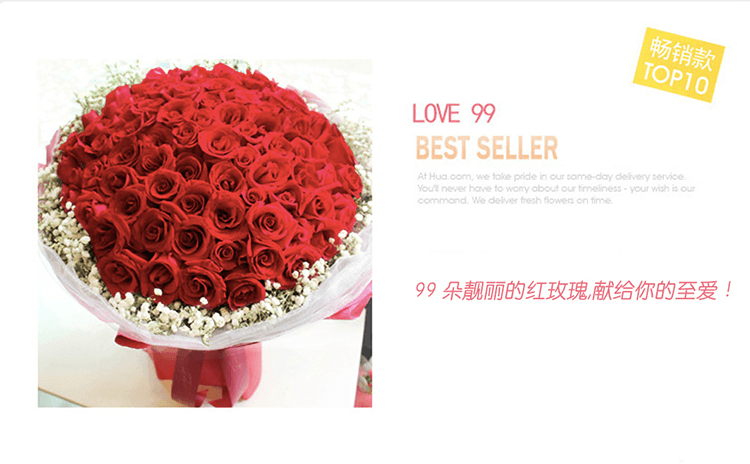 畅销款
TOP10
LOVE 99
BEST SELLER
At Hua.com, we take pride in our same-day delivery service.
You'll never have to worry about our timeliness - your wish is our
command. We deliver fresh flowers on time.
99 朵靓丽的红玫瑰,献给你的至爱！